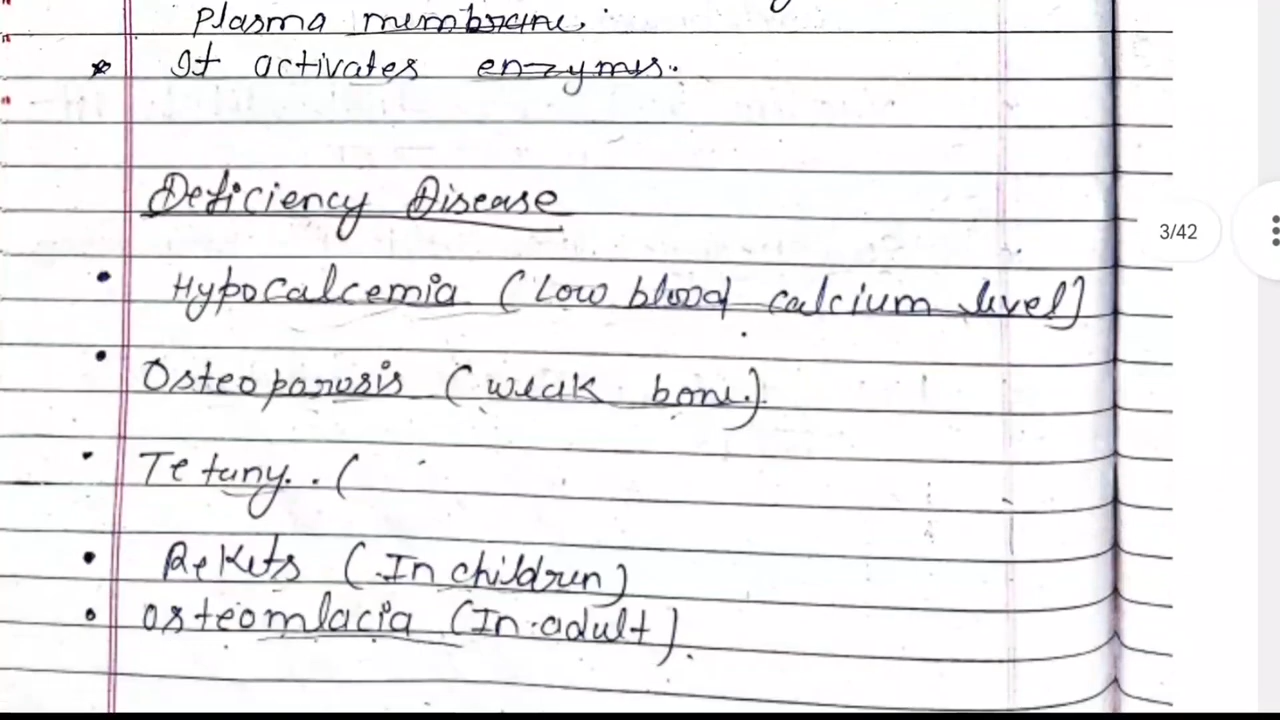 Plasma membrane.
* It activates enzymes.
Deficiency Disease
• Hypocalcemia (Low blood calcium level)
• Osteoporosis (weak bone.)
• Tetany. . (
• Rekets (In children)
• Osteomlacia (In adult).
3/42